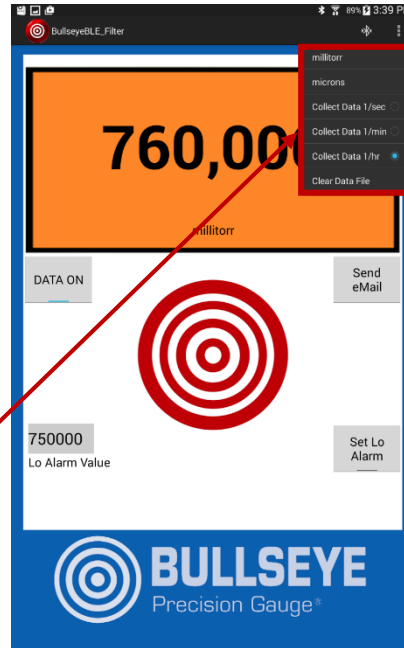 89% 3:39 P
BullseyeBLE_Filter
millitorr
microns
Collect Data 1/sec
Collect Data 1/min
Collect Data 1/hr
Clear Data File
760,00
millitorr
DATA ON
Send
eMail
750000
Lo Alarm Value
Set Lo
Alarm
BULLSEYE
Precision Gauge®